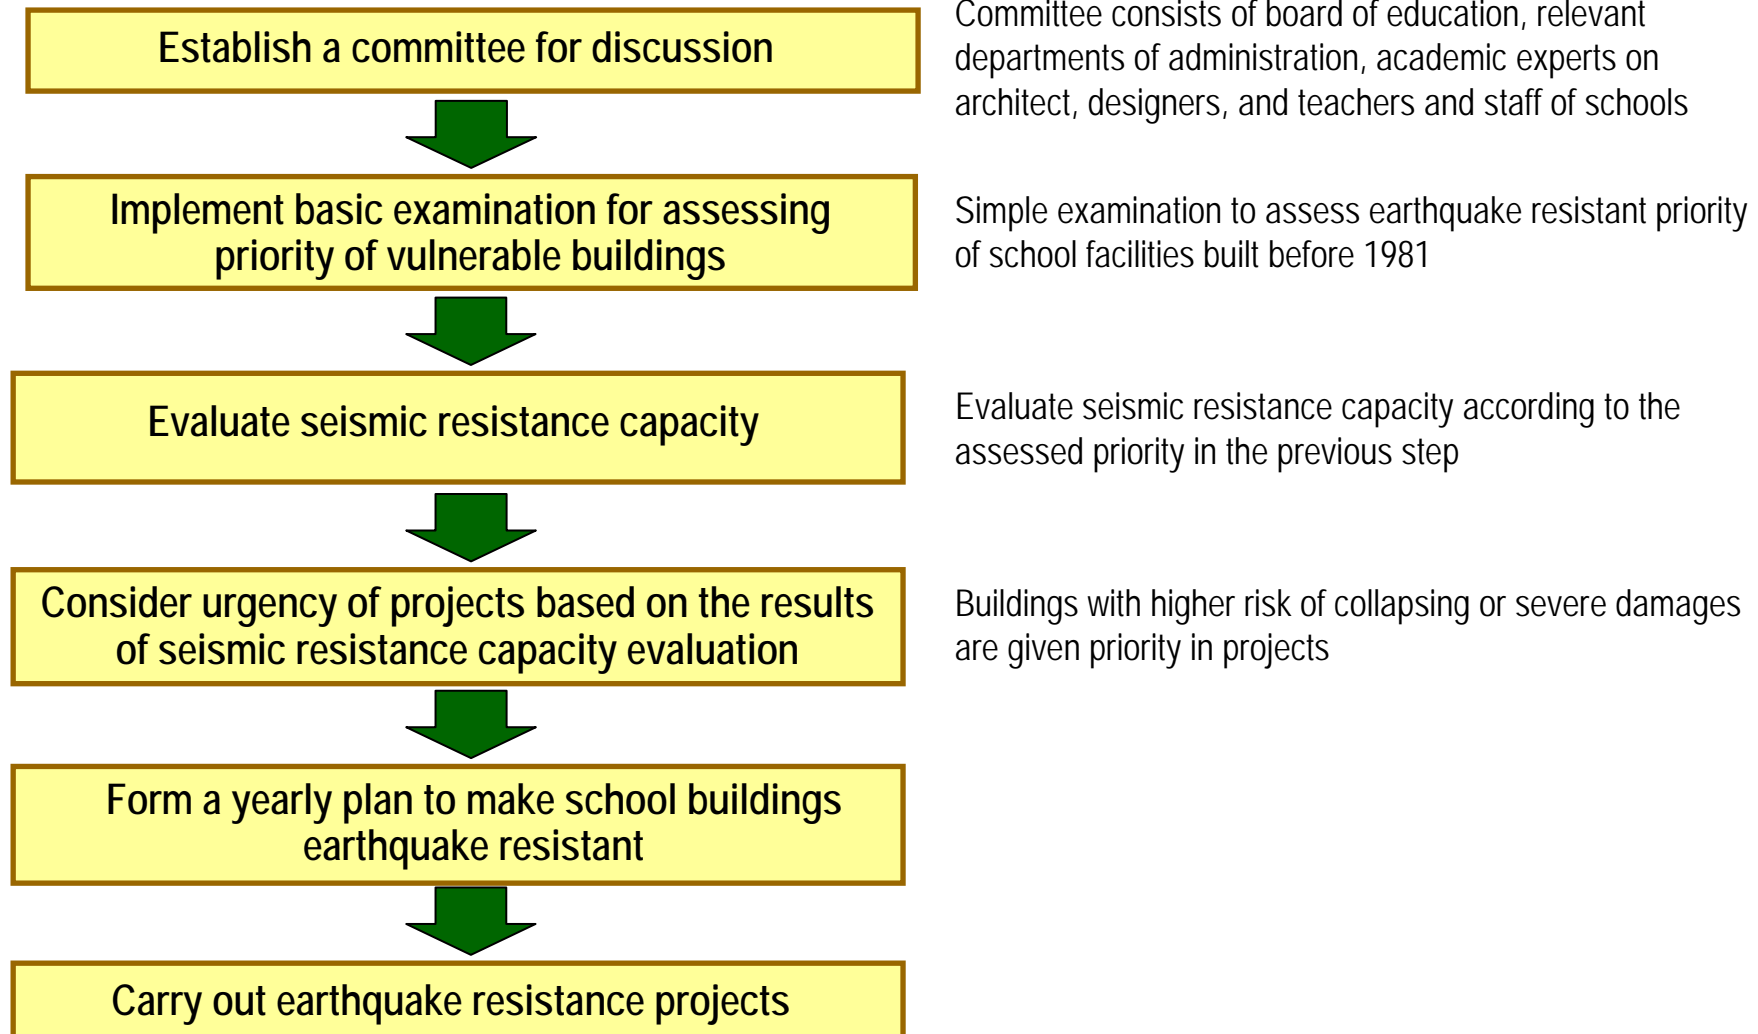 Establish a committee for discussion
Committee consists of board of education, relevant
departments of administration, academic experts on
architect, designers, and teachers and staff of schools
Implement basic examination for assessing
priority of vulnerable buildings
Simple examination to assess earthquake resistant priority
of school facilities built before 1981
Evaluate seismic resistance capacity
Evaluate seismic resistance capacity according to the
assessed priority in the previous step
Consider urgency of projects based on the results
of seismic resistance capacity evaluation
Buildings with higher risk of collapsing or severe damages
are given priority in projects
Form a yearly plan to make school buildings
earthquake resistant
Carry out earthquake resistance projects